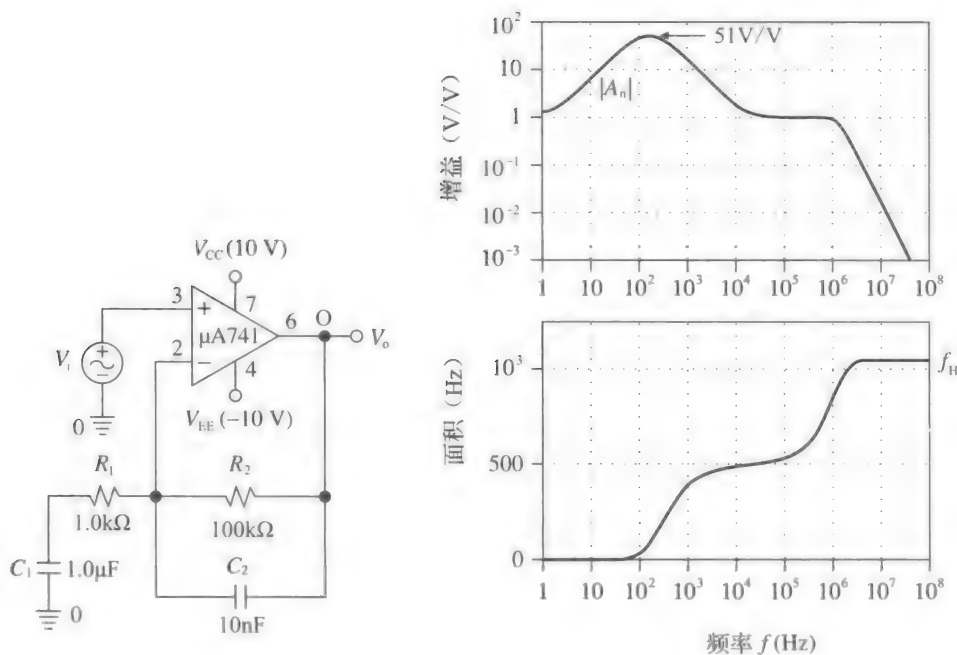 V_CC (10 V)
3
7
+
μA741
6
O
V_o
2
−
4
V_i
+
−
0
V_EE (−10 V)
R_1
1.0kΩ
R_2
100kΩ
C_1
1.0μF
0
C_2
10nF
增益（V/V）
10^2
10
1
10^-1
10^-2
10^-3
51V/V
|A_n|
1 10 10^2 10^3 10^4 10^5 10^6 10^7 10^8
面积（Hz）
10^3
500
0
f_H
1 10 10^2 10^3 10^4 10^5 10^6 10^7 10^8
频率 f(Hz)